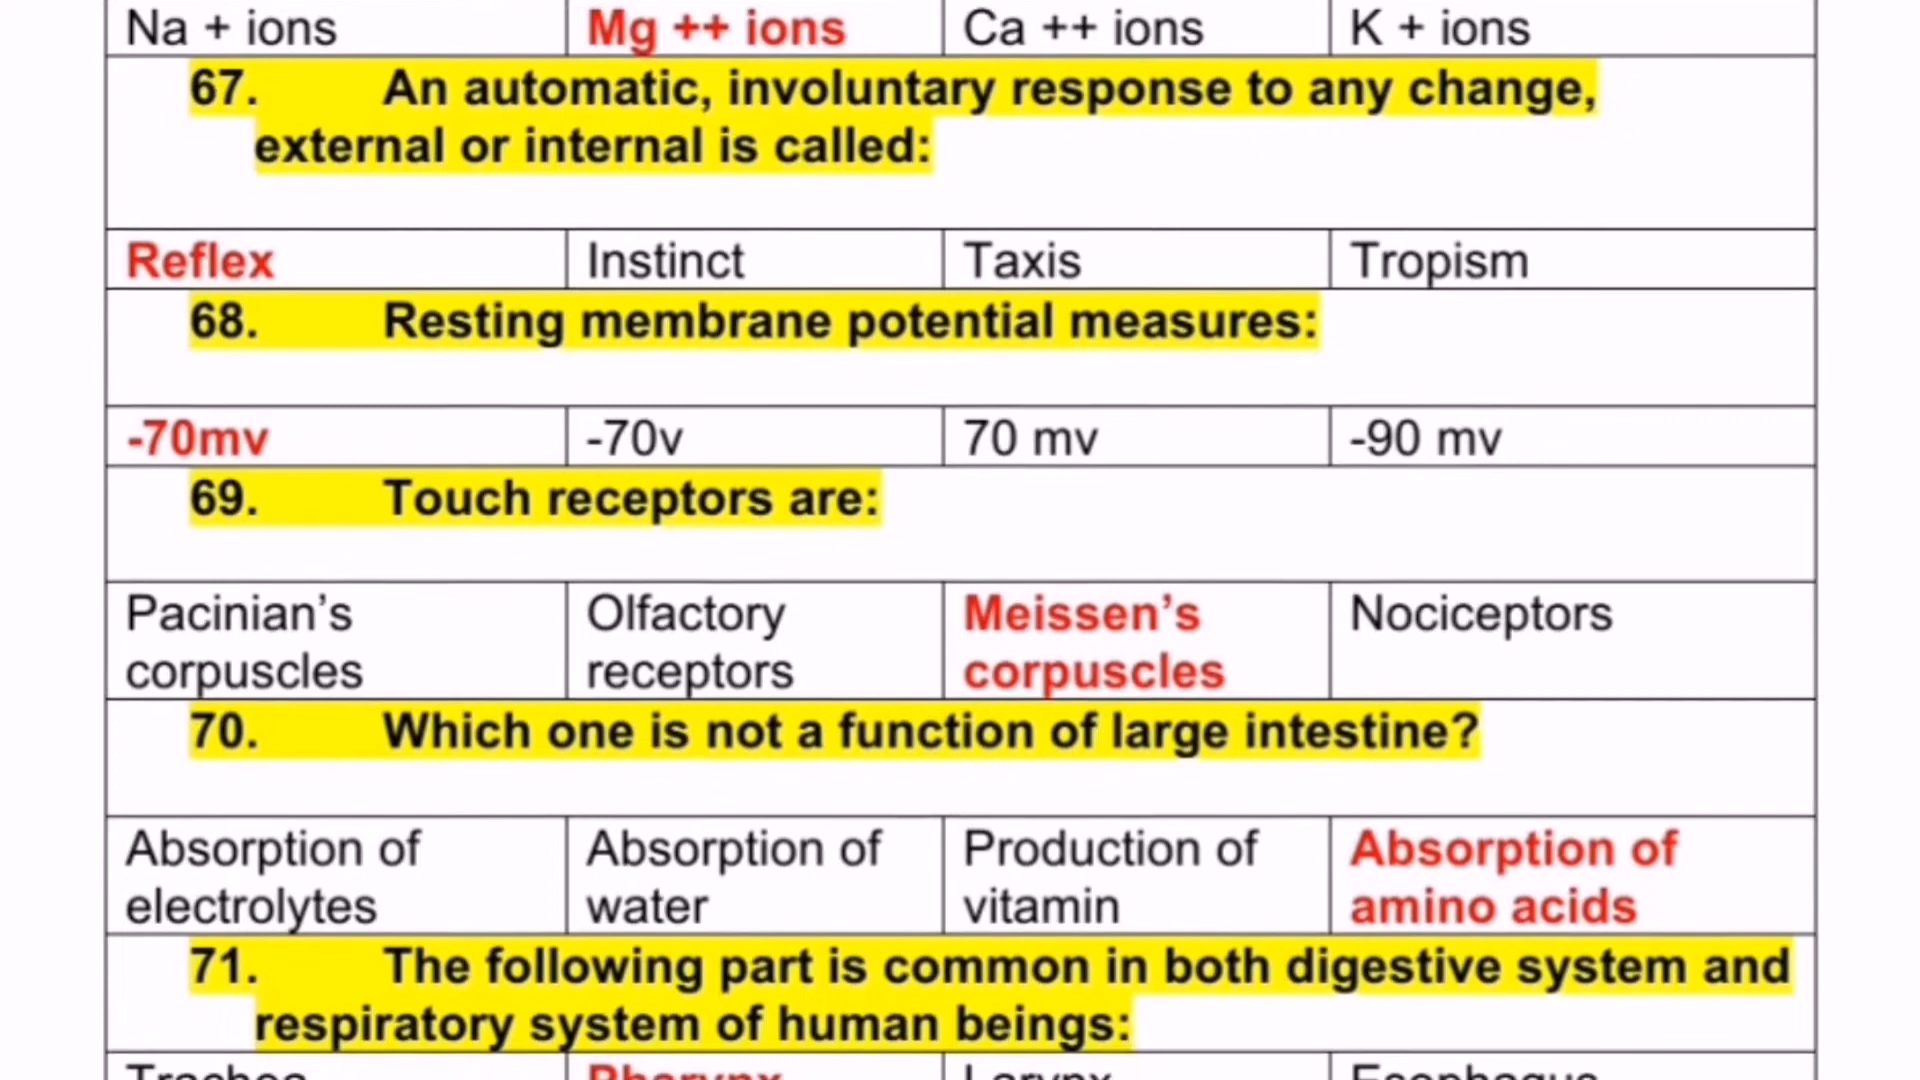 Na + ions Mg ++ ions Ca ++ ions K + ions
67. An automatic, involuntary response to any change,
external or internal is called:
Reflex Instinct Taxis Tropism
68. Resting membrane potential measures:
-70mv -70v 70 mv -90 mv
69. Touch receptors are:
Pacinian’s Olfactory Meissen’s Nociceptors
corpuscles receptors corpuscles
70. Which one is not a function of large intestine?
Absorption of Absorption of Production of Absorption of
electrolytes water vitamin amino acids
71. The following part is common in both digestive system and
respiratory system of human beings:
Trachea Pharynx Larynx Esophagus